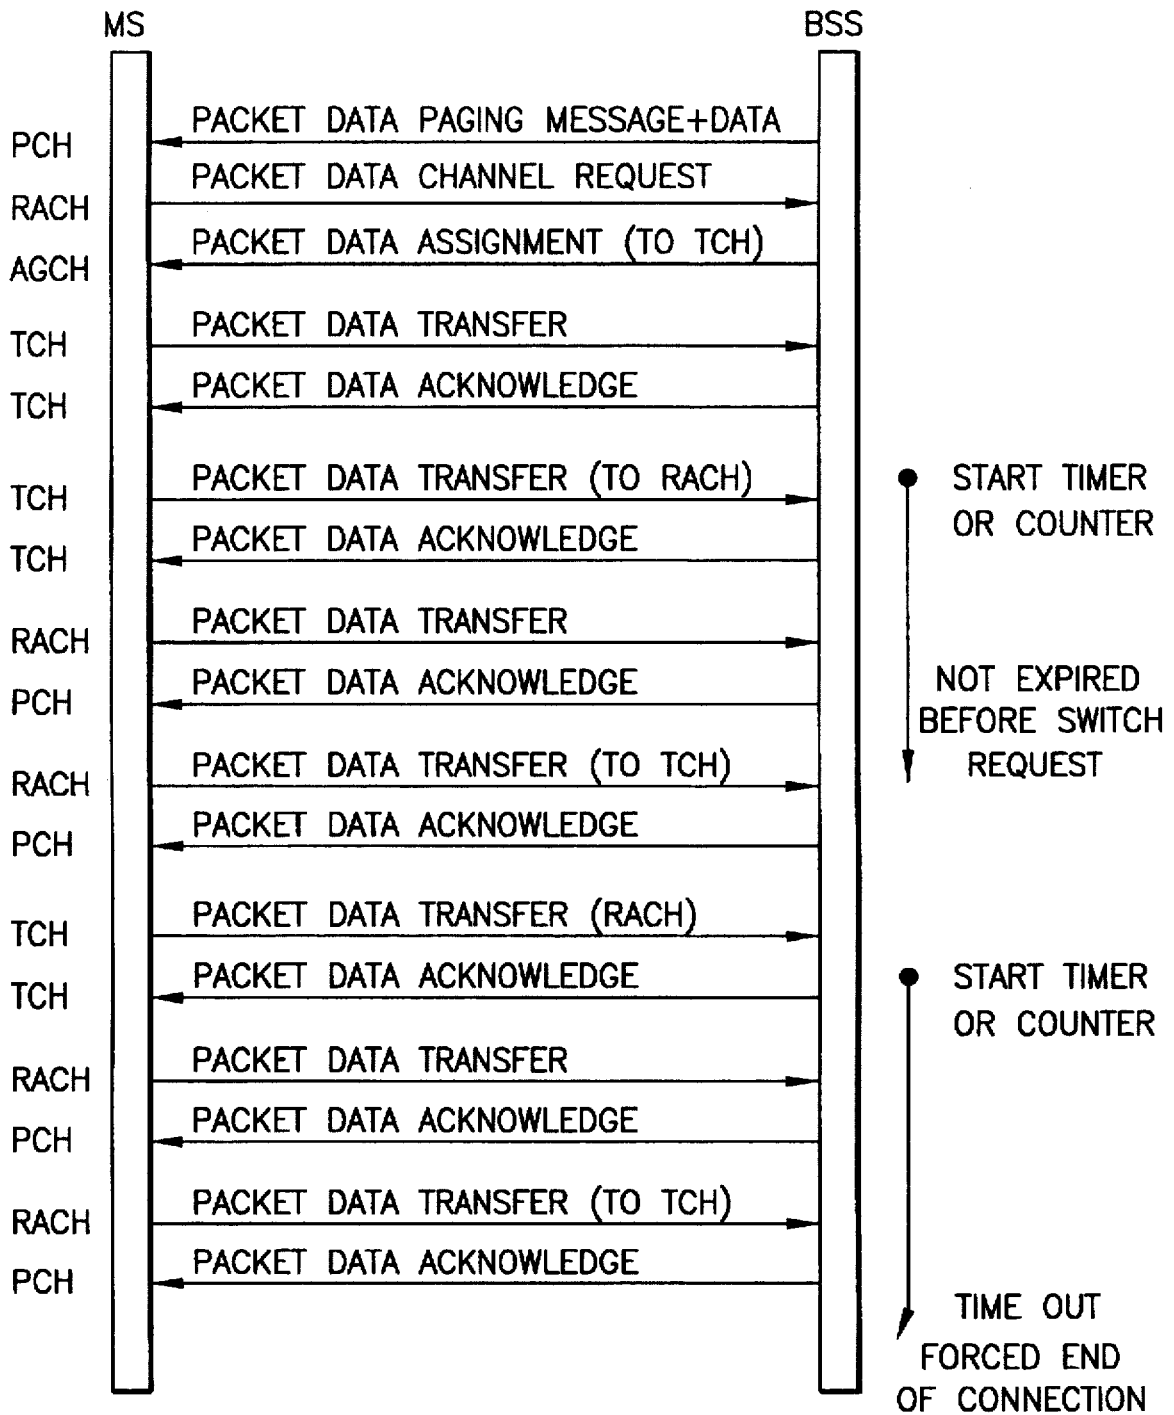 MS BSS
PACKET DATA PAGING MESSAGE+DATA
PCH
PACKET DATA CHANNEL REQUEST
RACH
PACKET DATA ASSIGNMENT (TO TCH)
AGCH
PACKET DATA TRANSFER
TCH
PACKET DATA ACKNOWLEDGE
TCH
PACKET DATA TRANSFER (TO RACH)
START TIMER
TCH
OR COUNTER
PACKET DATA ACKNOWLEDGE
TCH
PACKET DATA TRANSFER
RACH
PACKET DATA ACKNOWLEDGE
NOT EXPIRED
PCH
BEFORE SWITCH
PACKET DATA TRANSFER (TO TCH)
REQUEST
RACH
PACKET DATA ACKNOWLEDGE
PCH
PACKET DATA TRANSFER (RACH)
TCH
PACKET DATA ACKNOWLEDGE
START TIMER
TCH
OR COUNTER
PACKET DATA TRANSFER
RACH
PACKET DATA ACKNOWLEDGE
PCH
PACKET DATA TRANSFER (TO TCH)
RACH
PACKET DATA ACKNOWLEDGE
PCH
TIME OUT
FORCED END
OF CONNECTION